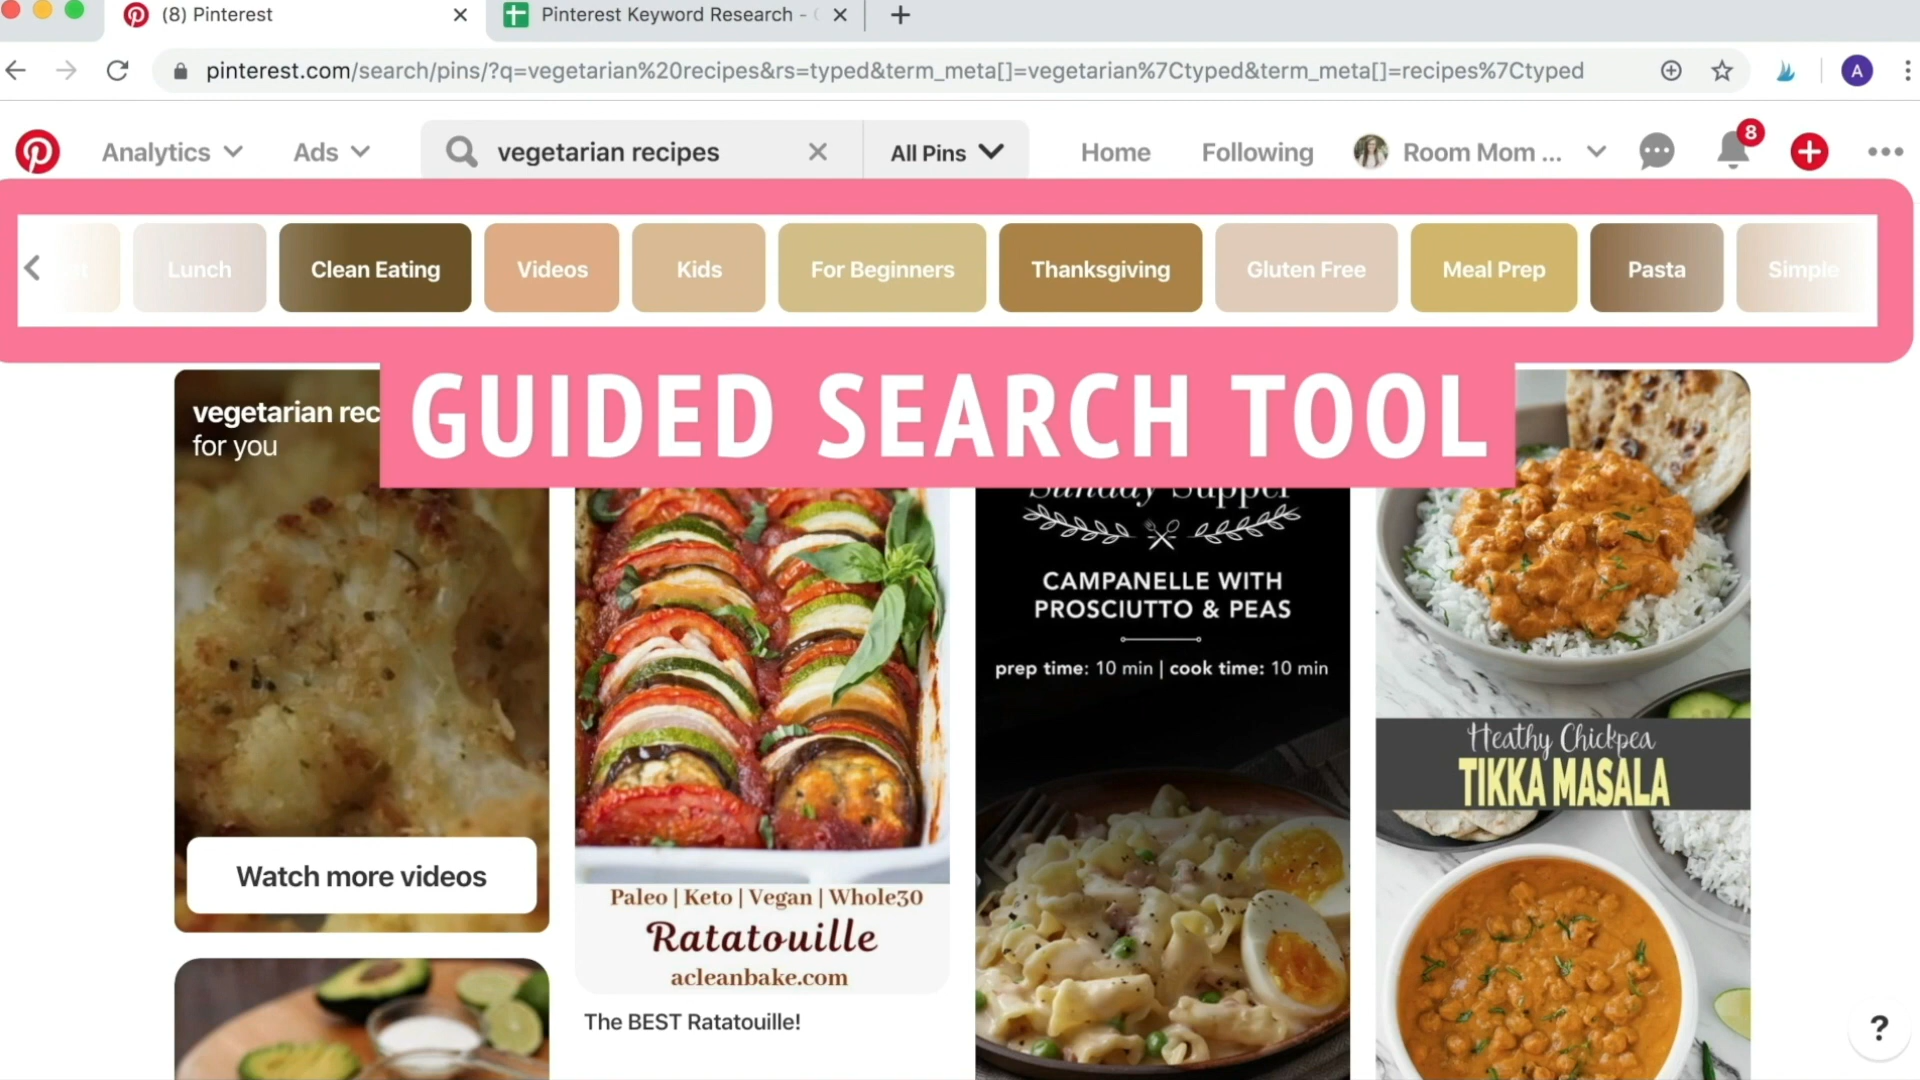 (8) Pinterest
Pinterest Keyword Research -
pinterest.com/search/pins/?q=vegetarian%20recipes&rs=typed&term_meta[]=vegetarian%7Ctyped&term_meta[]=recipes%7Ctyped
A
Analytics
Ads
vegetarian recipes
All Pins
Home
Following
Room Mom ...
8
Lunch
Clean Eating
Videos
Kids
For Beginners
Thanksgiving
Gluten Free
Meal Prep
Pasta
Simple
GUIDED SEARCH TOOL
vegetarian rec
for you
Watch more videos
Paleo | Keto | Vegan | Whole30
Ratatouille
acleanbake.com
The BEST Ratatouille!
Sunday Supper
CAMPANELLE WITH
PROSCIUTTO & PEAS
prep time: 10 min | cook time: 10 min
Heathy Chickpea
TIKKA MASALA
?